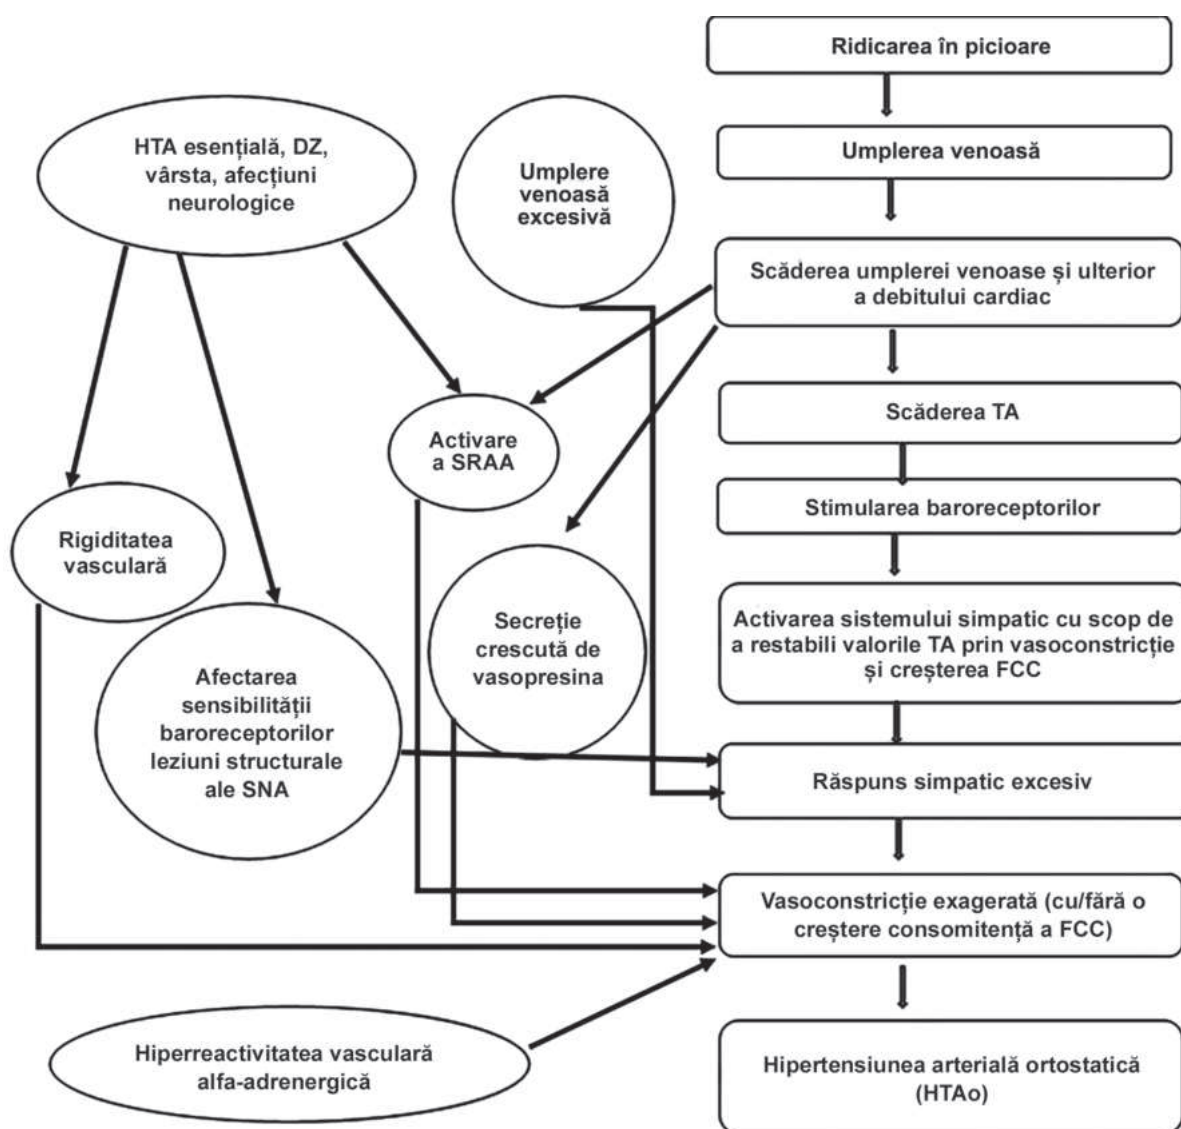 Ridicarea în picioare
Umplerea venoasă
HTA esențială, DZ,
vârsta, afecțiuni
neurologice
Umplere
venoasă
excesivă
Scăderea umplerei venoase și ulterior
a debitului cardiac
Scăderea TA
Activare
a SRAA
Stimularea baroreceptorilor
Rigiditatea
vasculară
Activarea sistemului simpatic cu scop de
a restabili valorile TA prin vasoconstricție
și creșterea FCC
Secreție
crescută de
vasopresina
Afectarea
sensibilității
baroreceptorilor
leziuni structurale
ale SNA
Răspuns simpatic excesiv
Vasoconstricție exagerată (cu/fără o
creștere consomitență a FCC)
Hiperreactivitatea vasculară
alfa-adrenergică
Hipertensiunea arterială ortostatică
(HTAo)